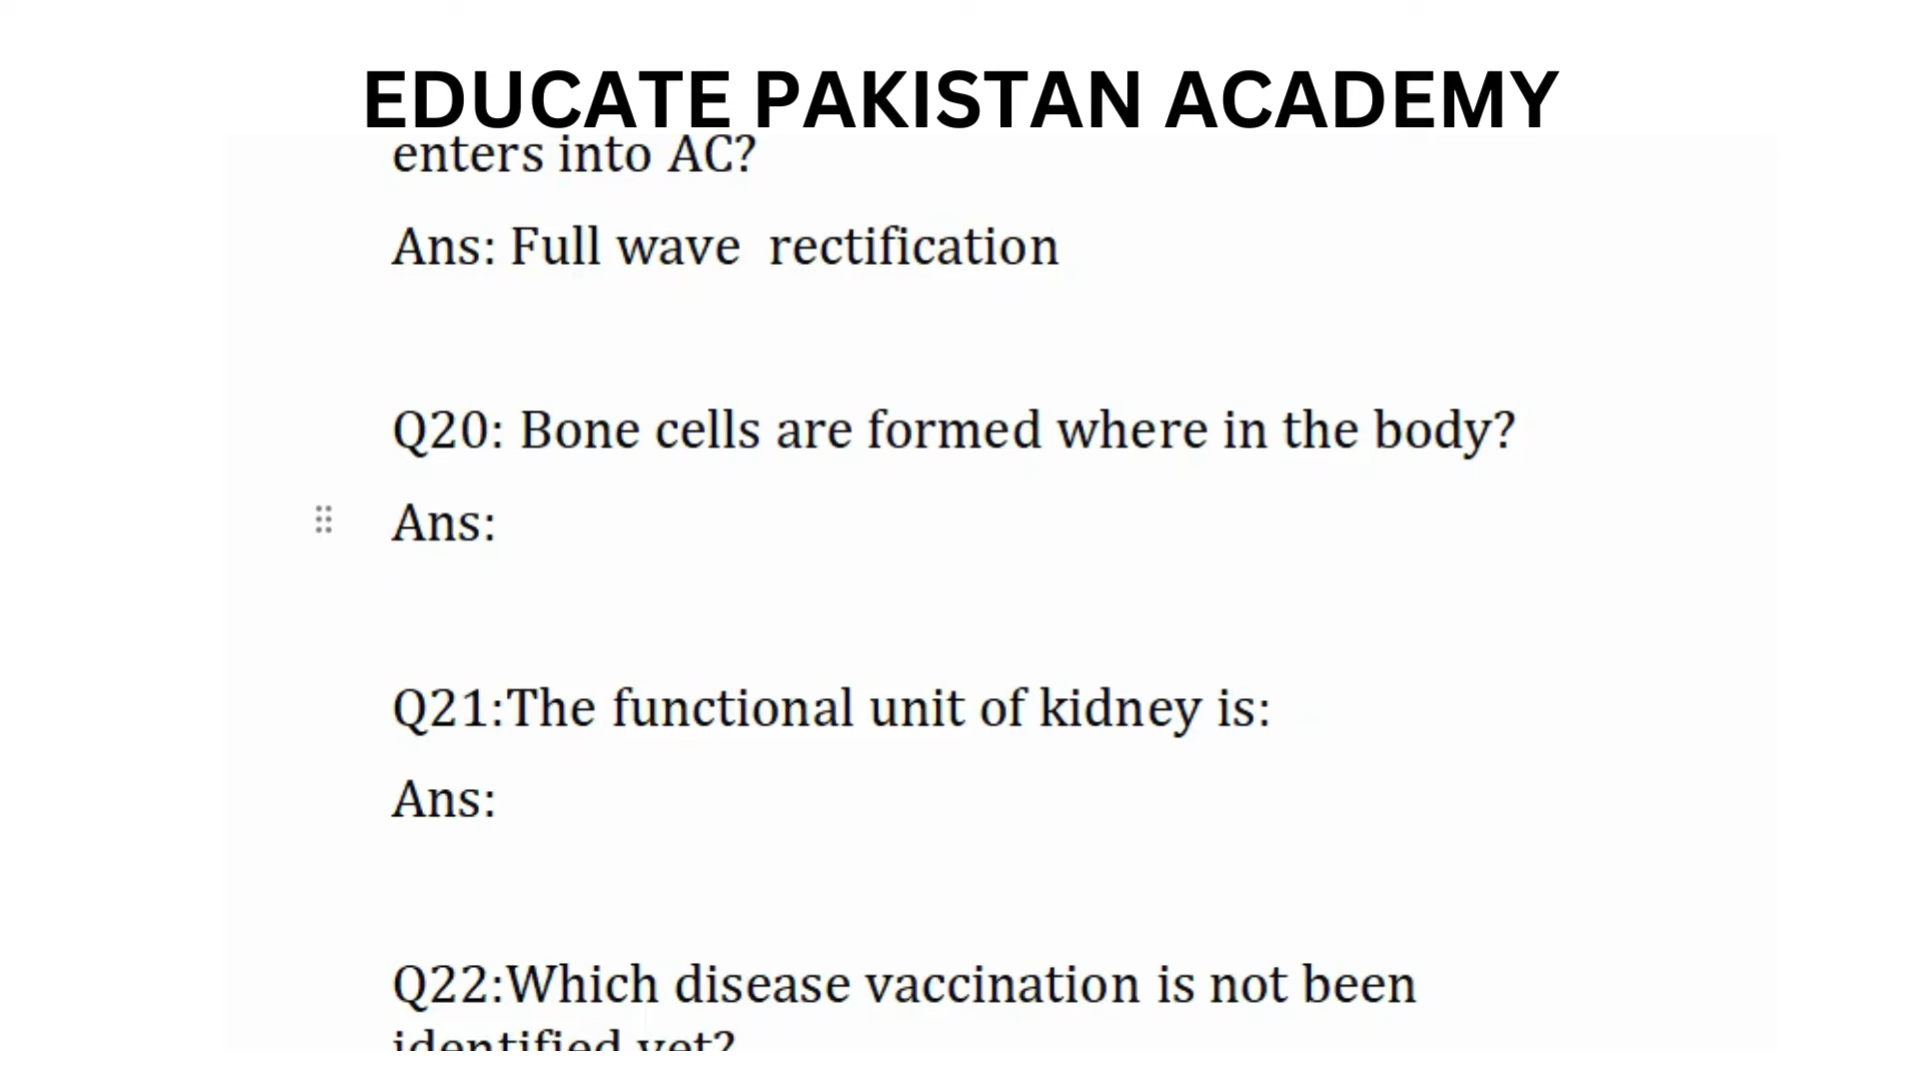 EDUCATE PAKISTAN ACADEMY
enters into AC?
Ans: Full wave  rectification
Q20: Bone cells are formed where in the body?
Ans:
Q21:The functional unit of kidney is:
Ans:
Q22:Which disease vaccination is not been
identified yet?